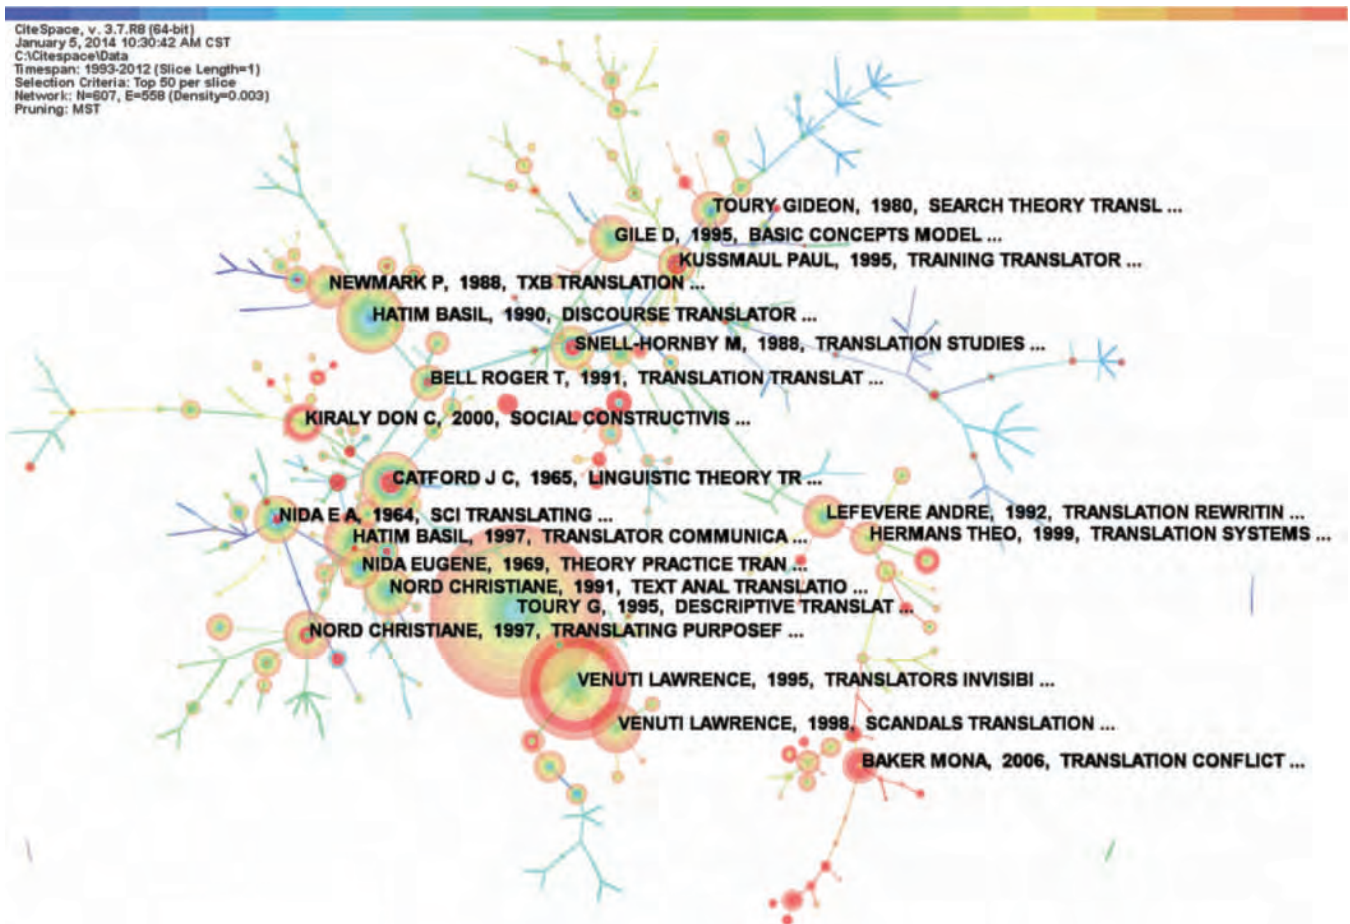 CiteSpace, v. 3.7.R8 (64-bit)
January 5, 2014 10:30:42 AM CST
C:\Citespace\Data
Timespan: 1993-2012 (Slice Length=1)
Selection Criteria: Top 50 per slice
Network: N=607, E=558 (Density=0.003)
Pruning: MST
TOURY GIDEON, 1980, SEARCH THEORY TRANSL ...
GILE D, 1995, BASIC CONCEPTS MODEL ...
KUSSMAUL PAUL, 1995, TRAINING TRANSLATOR ...
NEWMARK P, 1988, TXB TRANSLATION ...
HATIM BASIL, 1990, DISCOURSE TRANSLATOR ...
SNELL-HORNBY M, 1988, TRANSLATION STUDIES ...
BELL ROGER T, 1991, TRANSLATION TRANSLAT ...
KIRALY DON C, 2000, SOCIAL CONSTRUCTIVIS ...
CATFORD J C, 1965, LINGUISTIC THEORY TR ...
NIDA E A, 1964, SCI TRANSLATING ...
LEFEVERE ANDRE, 1992, TRANSLATION REWRITIN ...
HATIM BASIL, 1997, TRANSLATOR COMMUNICA ...
HERMANS THEO, 1999, TRANSLATION SYSTEMS ...
NIDA EUGENE, 1969, THEORY PRACTICE TRAN ...
NORD CHRISTIANE, 1991, TEXT ANAL TRANSLATIO ...
TOURY G, 1995, DESCRIPTIVE TRANSLAT ...
NORD CHRISTIANE, 1997, TRANSLATING PURPOSEF ...
VENUTI LAWRENCE, 1995, TRANSLATORS INVISIBI ...
VENUTI LAWRENCE, 1998, SCANDALS TRANSLATION ...
BAKER MONA, 2006, TRANSLATION CONFLICT ...